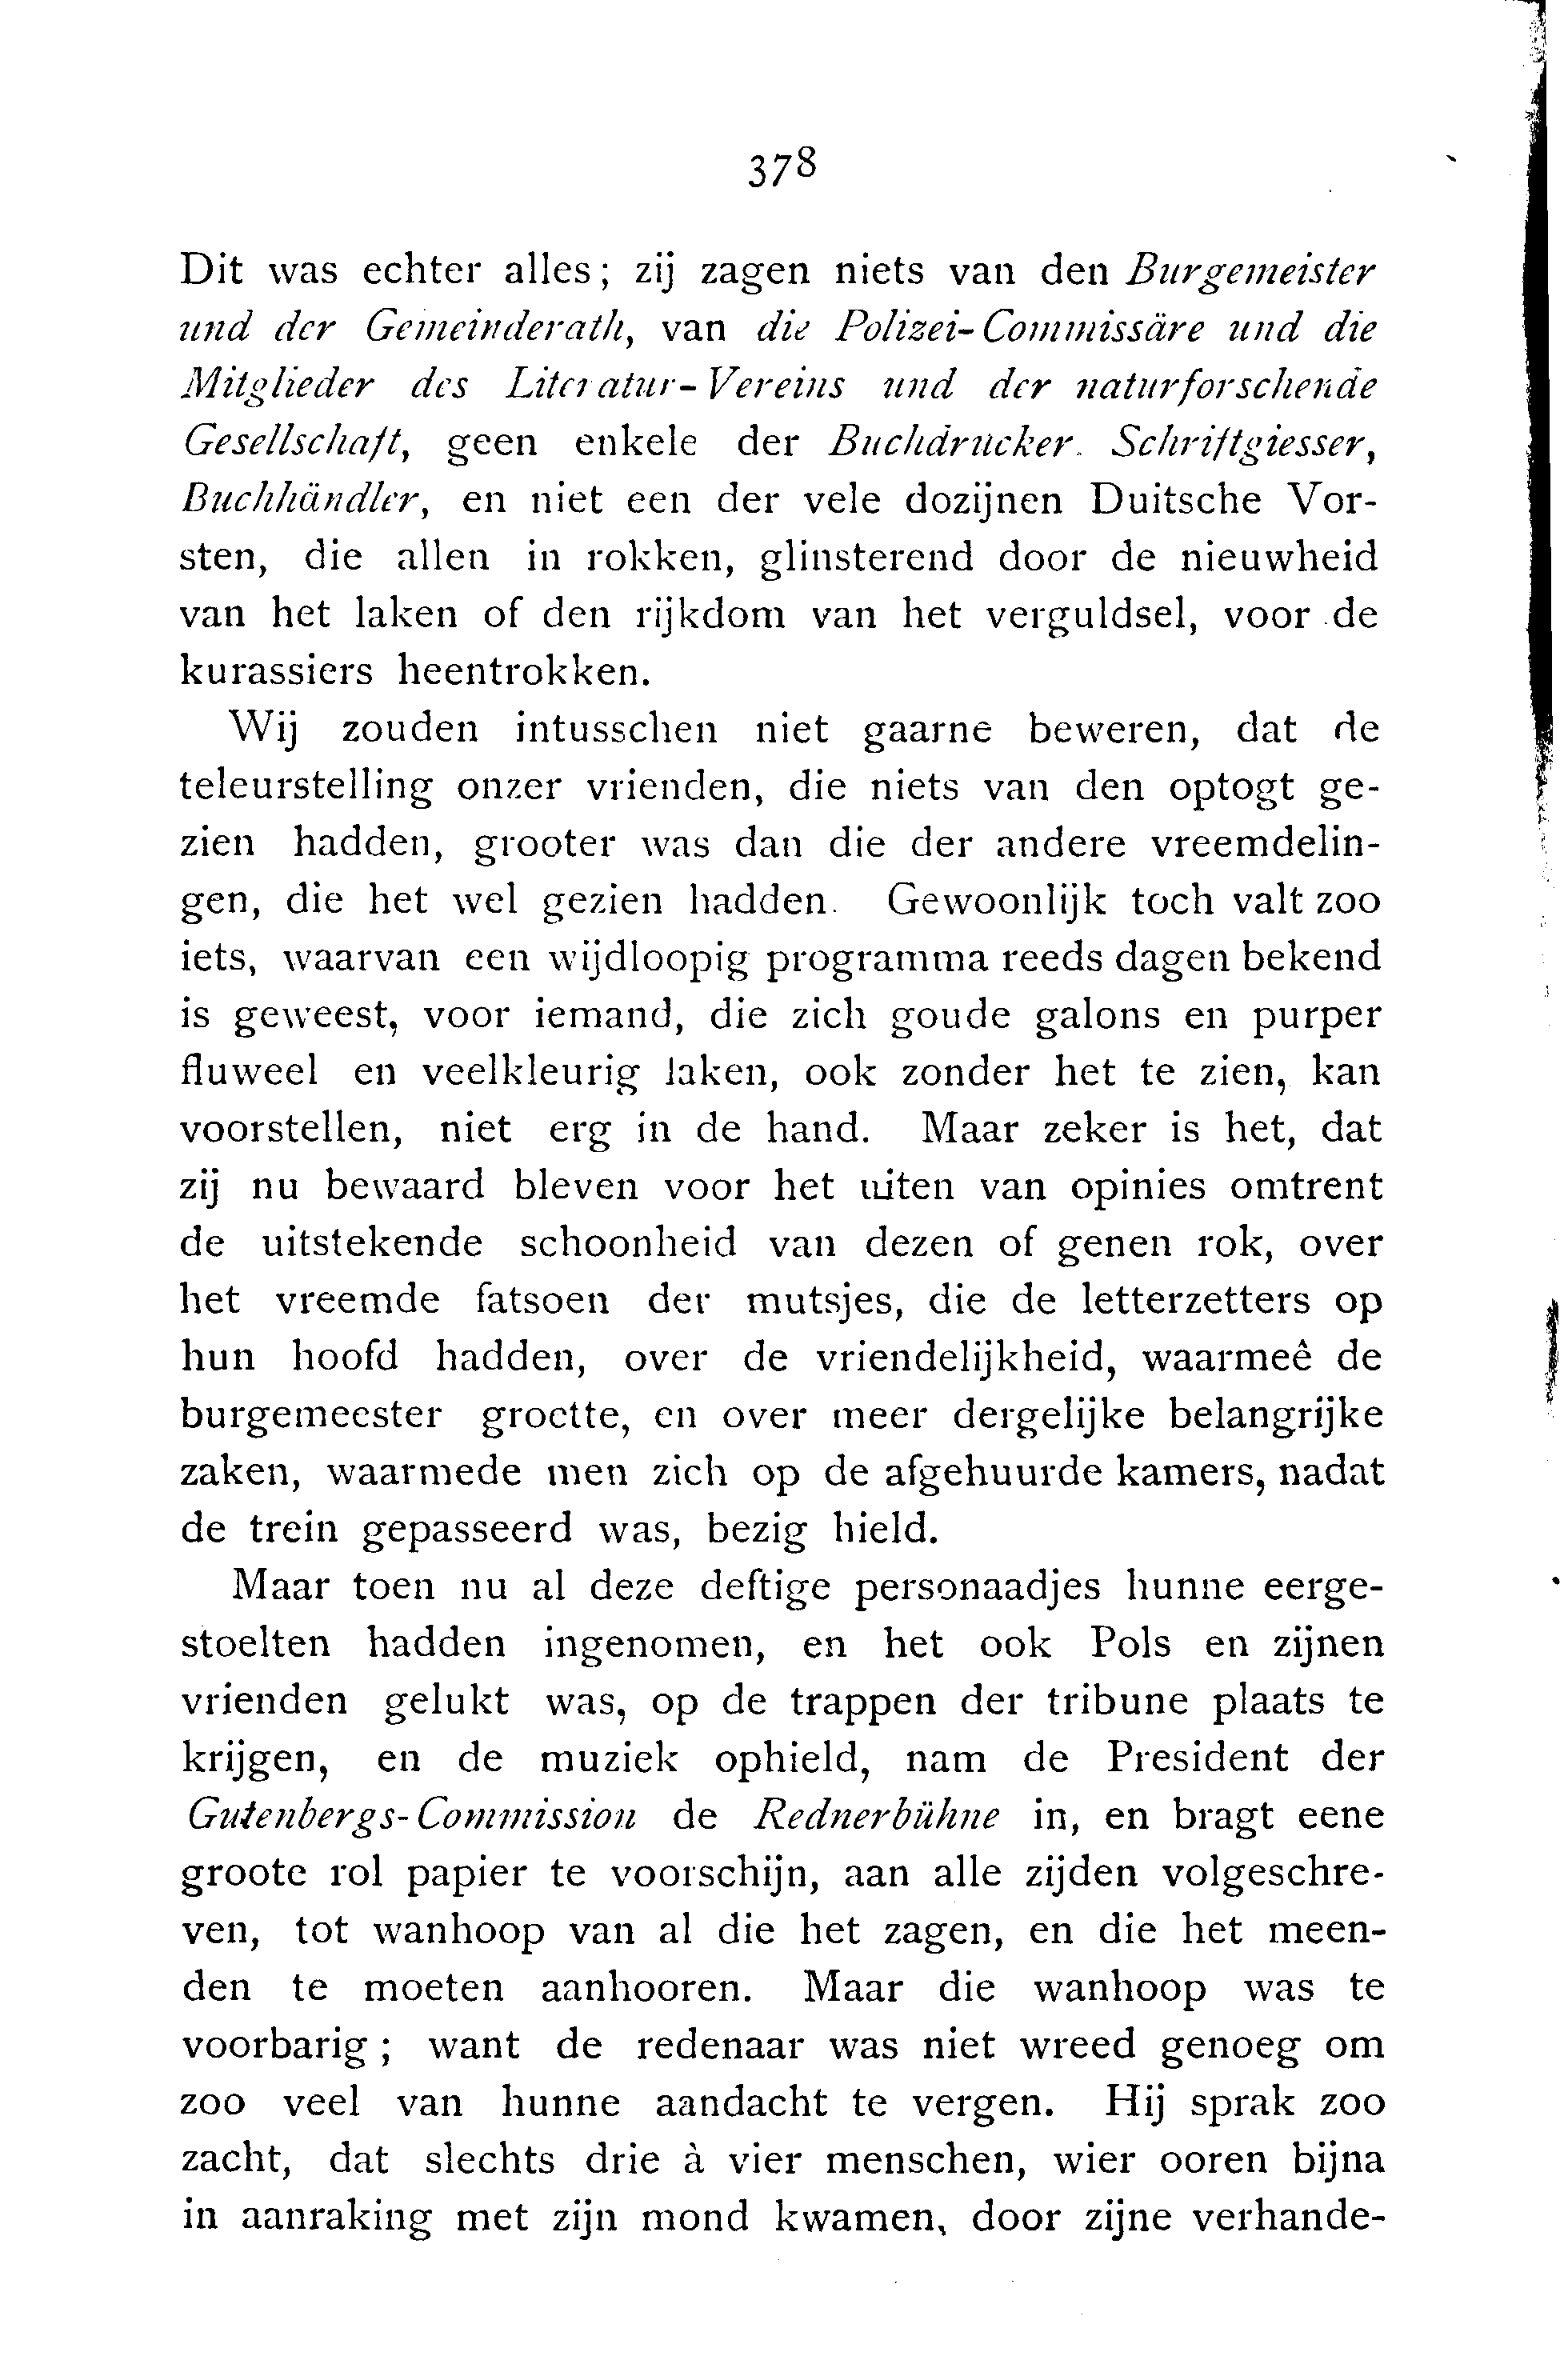 378
Dit was echter alles; zij zagen niets van den Burgemeister
und der Gemeinderath, van die Polizei-Commissäre und die
Mitglieder des Literatur-Vereins und der naturforschende
Gesellschaft, geen enkele der Buchdrücker. Schriftgiesser,
Buchhändler, en niet een der vele dozijnen Duitsche Vor-
sten, die allen in rokken, glinsterend door de nieuwheid
van het laken of den rijkdom van het verguldsel, voor de
kurassiers heentrokken.
Wij zouden intusschen niet gaarne beweren, dat de
teleurstelling onzer vrienden, die niets van den optogt ge-
zien hadden, grooter was dan die der andere vreemdelin-
gen, die het wel gezien hadden. Gewoonlijk toch valt zoo
iets, waarvan een wijdloopig programma reeds dagen bekend
is geweest, voor iemand, die zich goude galons en purper
fluweel en veelkleurig laken, ook zonder het te zien, kan
voorstellen, niet erg in de hand. Maar zeker is het, dat
zij nu bewaard bleven voor het uiten van opinies omtrent
de uitstekende schoonheid van dezen of genen rok, over
het vreemde fatsoen der mutsjes, die de letterzetters op
hun hoofd hadden, over de vriendelijkheid, waarmeê de
burgemeester groette, en over meer dergelijke belangrijke
zaken, waarmede men zich op de afgehuurde kamers, nadat
de trein gepasseerd was, bezig hield.
Maar toen nu al deze deftige personaadjes hunne eerge-
stoelten hadden ingenomen, en het ook Pols en zijnen
vrienden gelukt was, op de trappen der tribune plaats te
krijgen, en de muziek ophield, nam de President der
Gutenbergs-Commission de Rednerbühne in, en bragt eene
groote rol papier te voorschijn, aan alle zijden volgeschre-
ven, tot wanhoop van al die het zagen, en die het meen-
den te moeten aanhooren. Maar die wanhoop was te
voorbarig; want de redenaar was niet wreed genoeg om
zoo veel van hunne aandacht te vergen. Hij sprak zoo
zacht, dat slechts drie à vier menschen, wier ooren bijna
in aanraking met zijn mond kwamen, door zijne verhande-